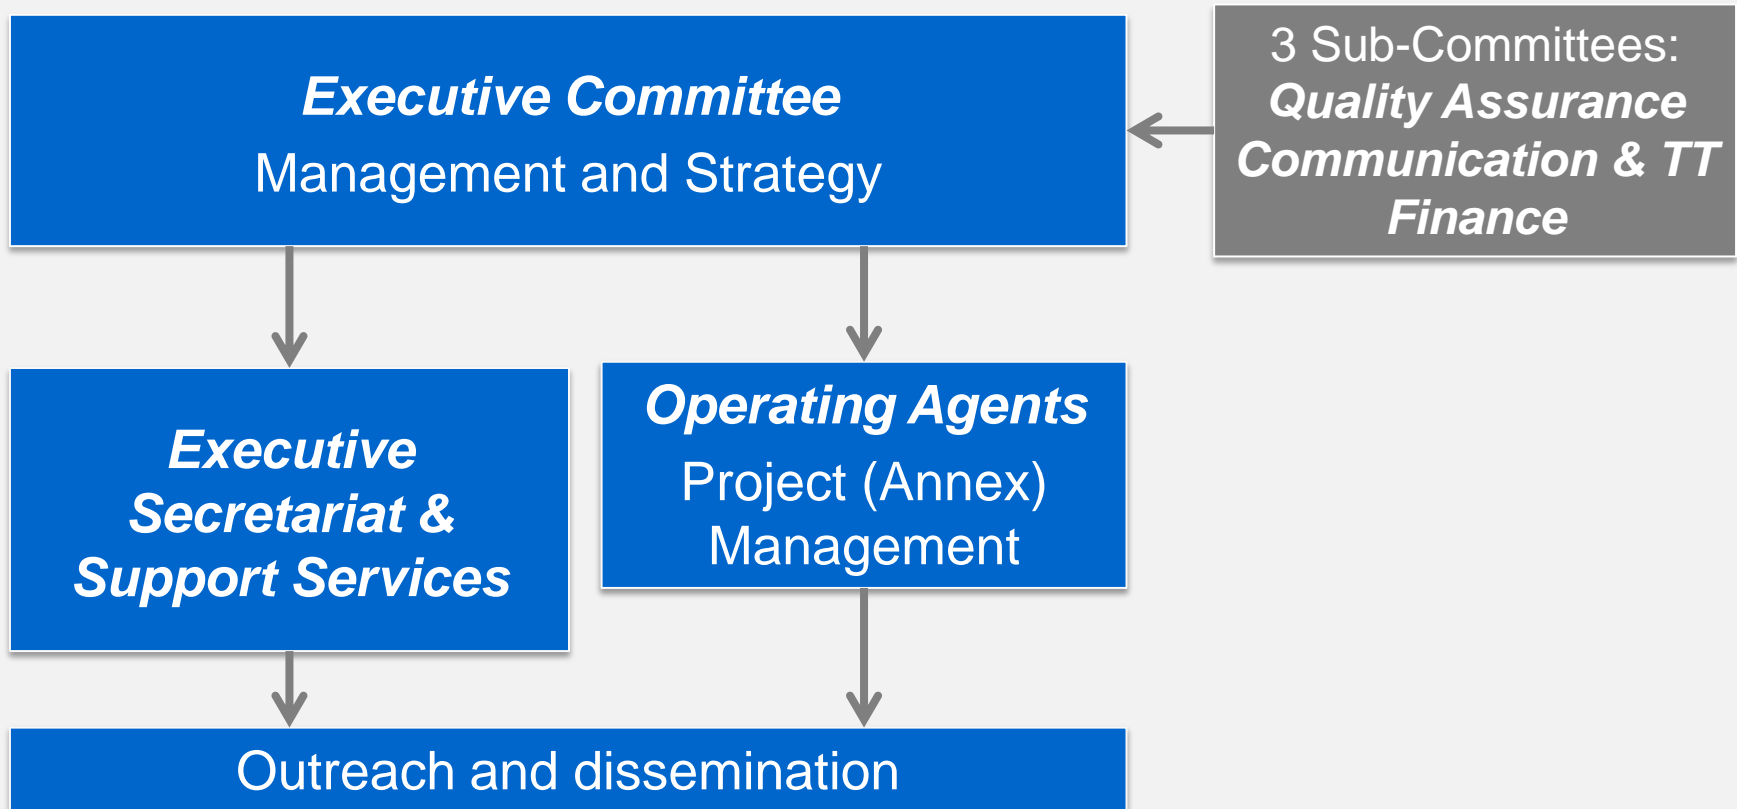 Executive Committee
Management and Strategy
3 Sub-Committees:
Quality Assurance
Communication & TT
Finance
Executive
Secretariat &
Support Services
Operating Agents
Project (Annex)
Management
Outreach and dissemination